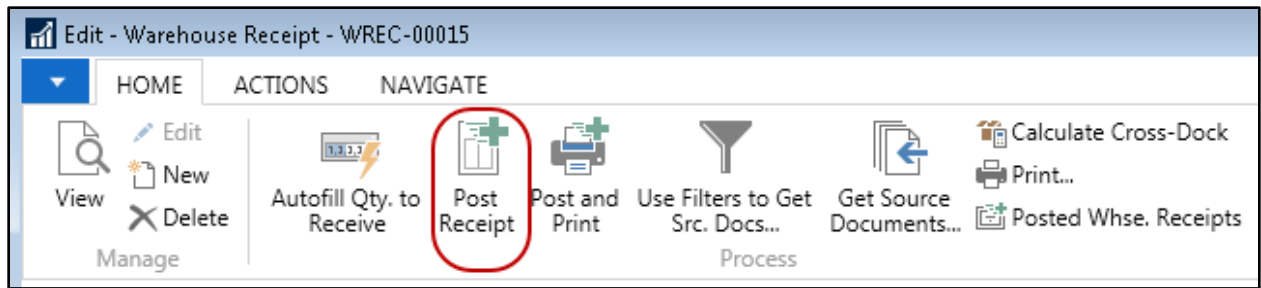 Edit - Warehouse Receipt - WREC-00015
HOME ACTIONS NAVIGATE
View
Edit
New
Delete
Manage
Autofill Qty. to
Receive
Post
Receipt
Post and
Print
Use Filters to Get
Src. Docs...
Get Source
Documents...
Calculate Cross-Dock
Print...
Posted Whse. Receipts
Process